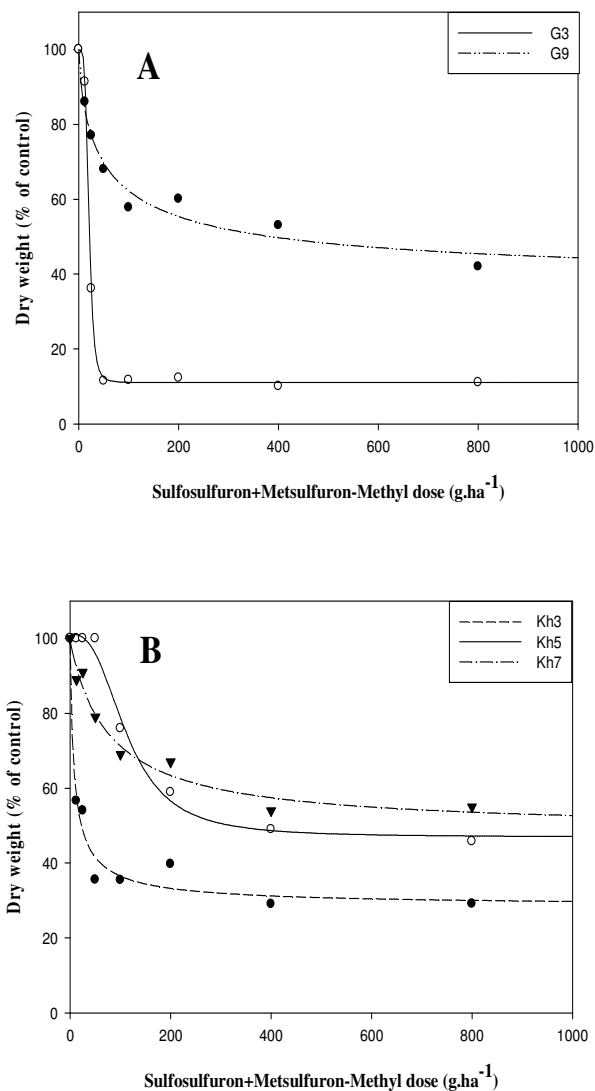 G3
G9
A
100
80
60
40
20
0
Dry weight (% of control)
0 200 400 600 800 1000
Sulfosulfuron+Metsulfuron-Methyl dose (g.ha-1)
Kh3
Kh5
Kh7
B
100
80
60
40
20
0
Dry weight (% of control)
0 200 400 600 800 1000
Sulfosulfuron+Metsulfuron-Methyl dose (g.ha-1)